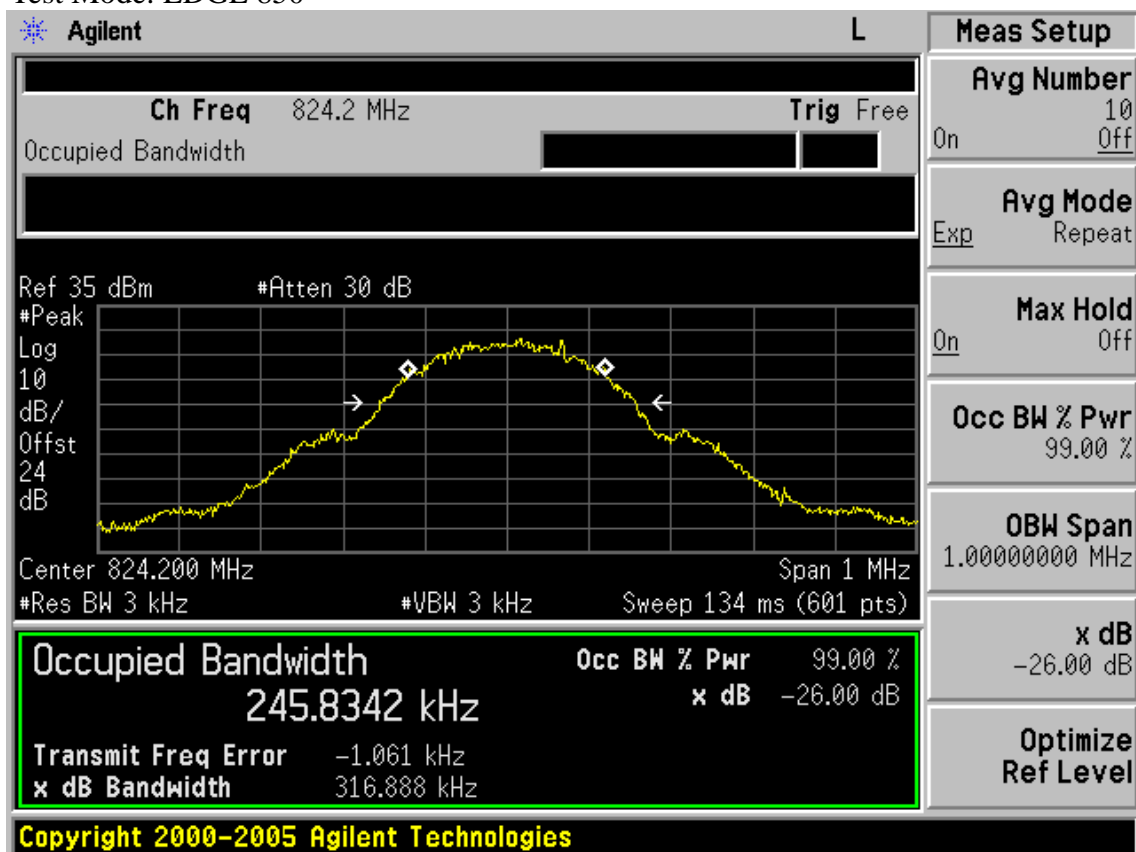 Test Mode: EDGE 850
Agilent L
Meas Setup
Ch Freq 824.2 MHz Trig Free
Occupied Bandwidth
Ref 35 dBm #Atten 30 dB
#Peak
Log
10
dB/
Offst
24
dB
Center 824.200 MHz Span 1 MHz
#Res BW 3 kHz #VBW 3 kHz Sweep 134 ms (601 pts)
Occupied Bandwidth
245.8342 kHz
Occ BW % Pwr 99.00 %
x dB -26.00 dB
Transmit Freq Error -1.061 kHz
x dB Bandwidth 316.888 kHz
Avg Number
10
On Off
Avg Mode
Exp Repeat
Max Hold
On Off
Occ BW % Pwr
99.00 %
OBW Span
1.00000000 MHz
x dB
-26.00 dB
Optimize
Ref Level
Copyright 2000-2005 Agilent Technologies